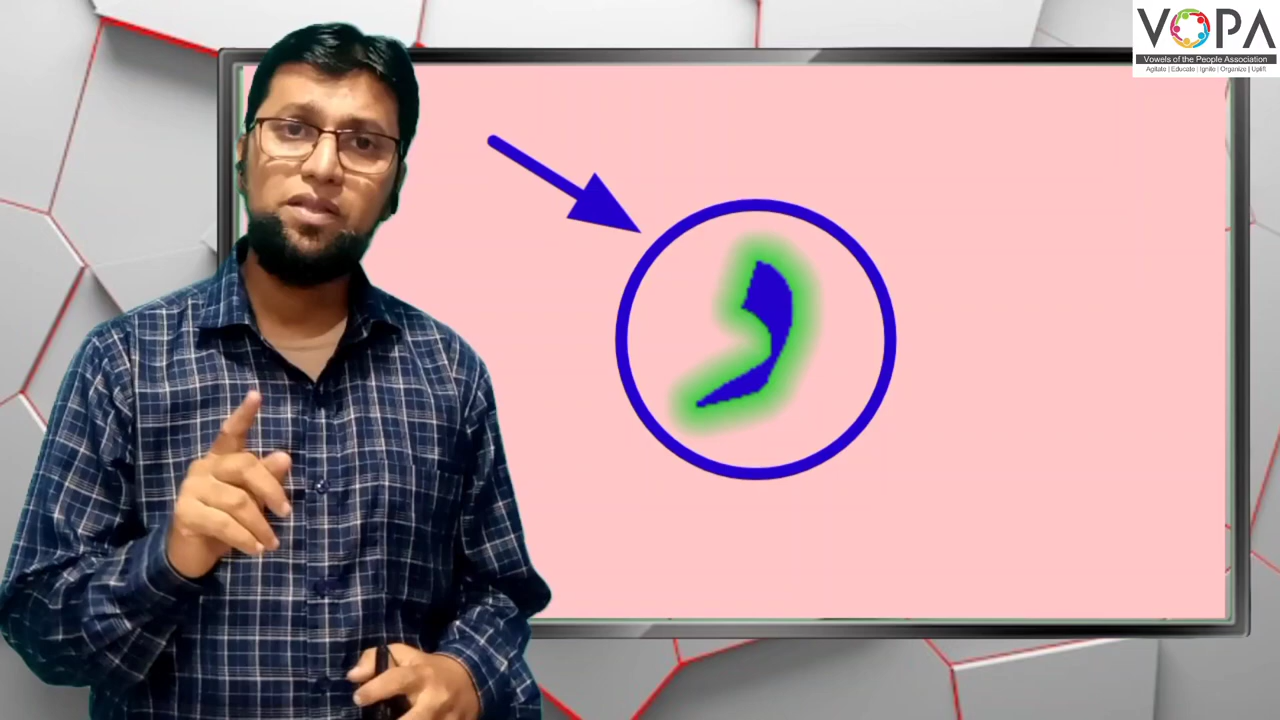 VOPA
Vowels of the People Association
Agitate | Educate | Ignite | Organize | Uplift
و